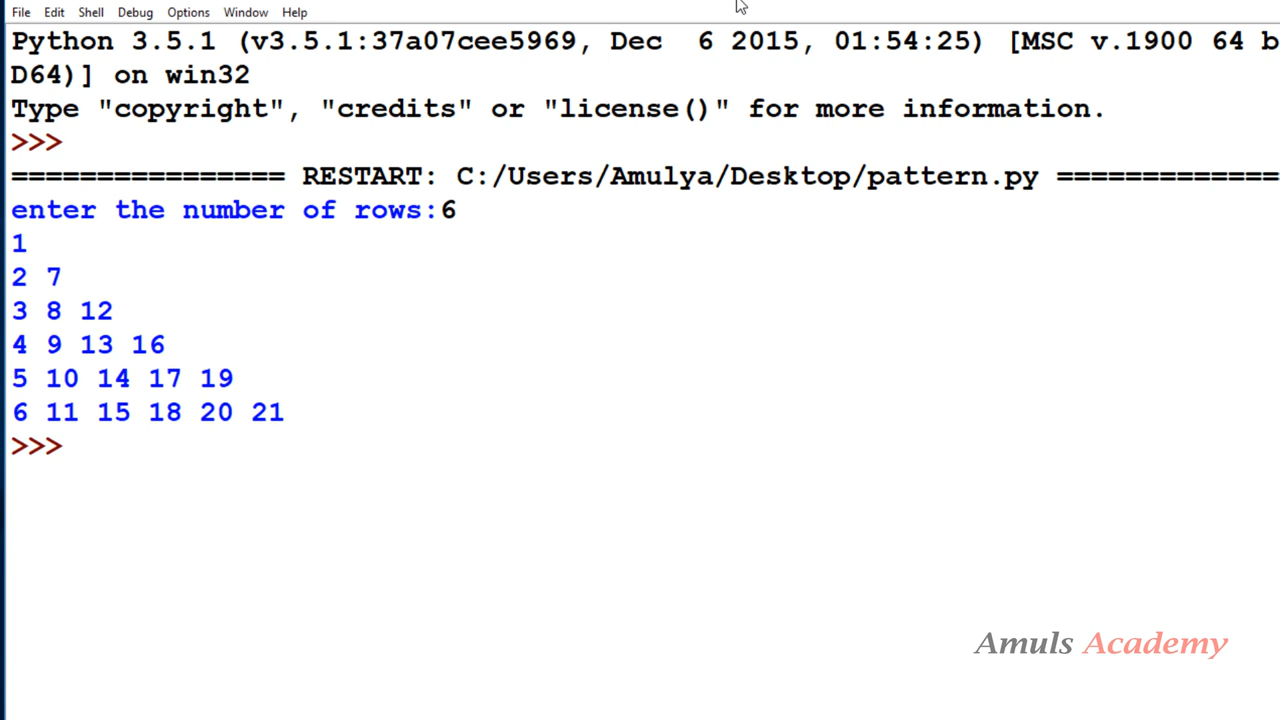 File Edit Shell Debug Options Window Help
Python 3.5.1 (v3.5.1:37a07cee5969, Dec  6 2015, 01:54:25) [MSC v.1900 64 b
D64)] on win32
Type "copyright", "credits" or "license()" for more information.
>>>
================ RESTART: C:/Users/Amulya/Desktop/pattern.py =============
enter the number of rows:6
1
2 7
3 8 12
4 9 13 16
5 10 14 17 19
6 11 15 18 20 21
>>>
Amuls Academy